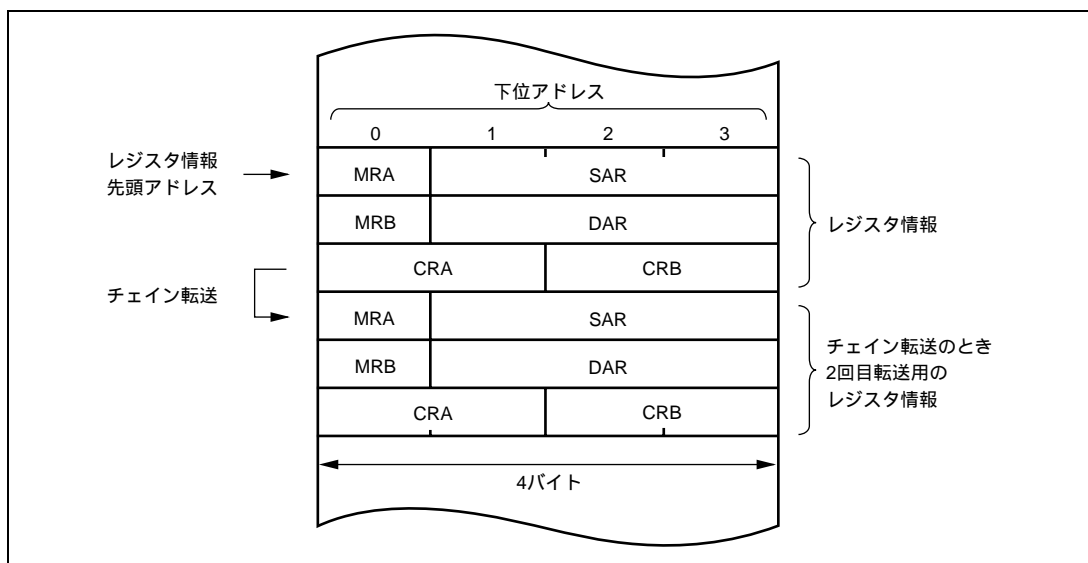 下位アドレス
0 1 2 3
レジスタ情報
先頭アドレス
MRA SAR
MRB DAR
CRA CRB
レジスタ情報
チェイン転送
MRA SAR
MRB DAR
CRA CRB
チェイン転送のとき
2回目転送用の
レジスタ情報
4バイト